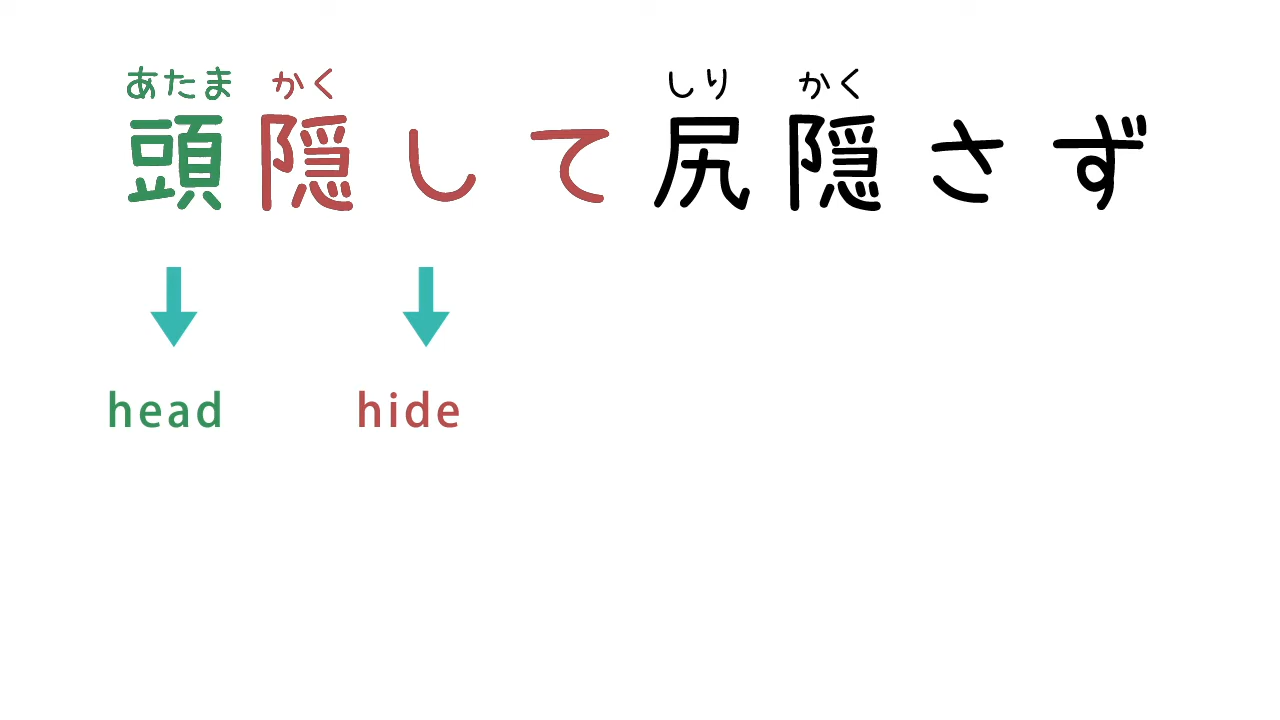 あたま かく しり かく
頭隠して尻隠さず
head hide